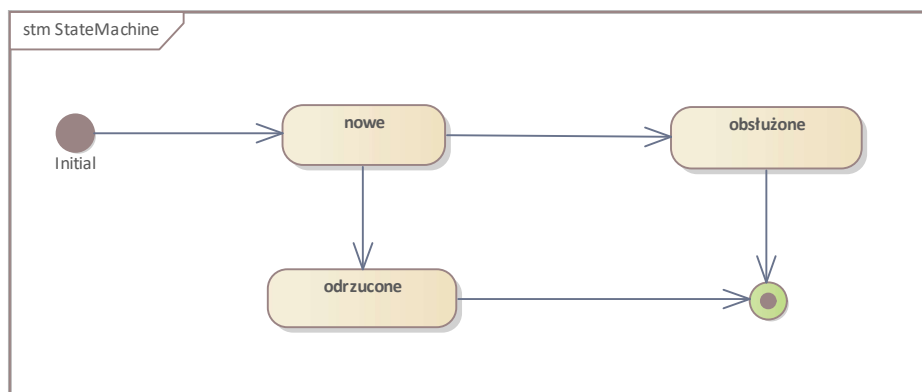 stm StateMachine
Initial
nowe
obsłużone
odrzucone